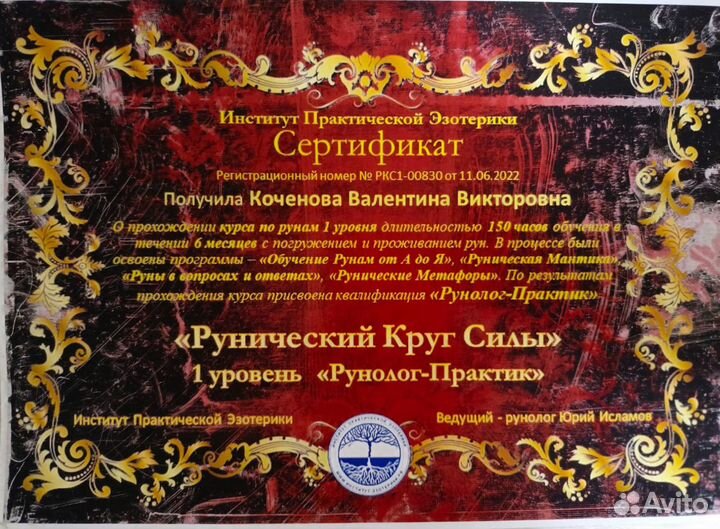 Институт Практической Эзотерики
Сертификат
Регистрационный номер № РКС1-00830 от 11.06.2022
Получила Коченова Валентина Викторовна
О прохождении курса по рунам 1 уровня длительностью 150 часов обучения в
течении 6 месяцев с погружением и проживанием рун. В процессе были
освоены программы – «Обучение Рунам от А до Я», «Руническая Мантика»,
«Руны в вопросах и ответах», «Рунические Метафоры». По результатам
прохождения курса присвоена квалификация «Рунолог-Практик»
«Рунический Круг Силы»
1 уровень «Рунолог-Практик»
Институт Практической Эзотерики
Ведущий - рунолог Юрий Исламов
ИНСТИТУТ ПРАКТИЧЕСКОЙ ЭЗОТЕРИКИ
Avito